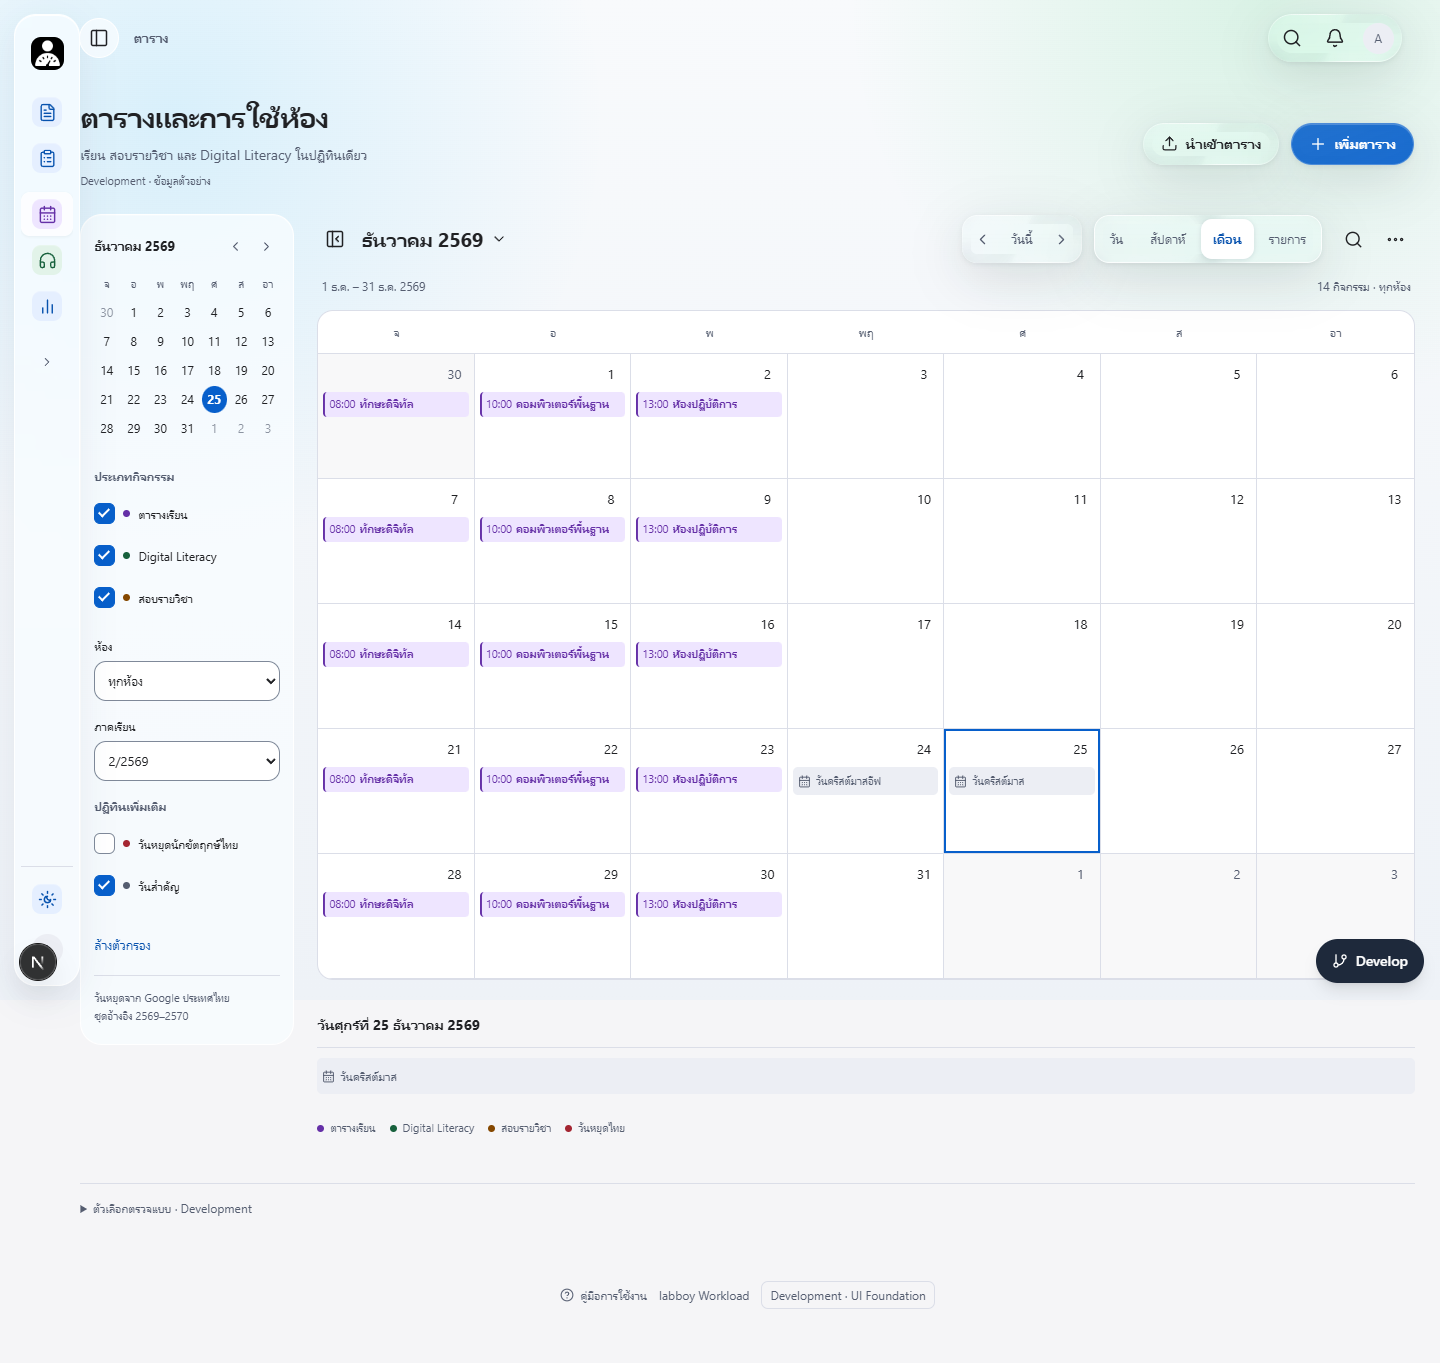 ตาราง
A
ตารางและการใช้ห้อง
เรียน สอบรายวิชา และ Digital Literacy ในปฏิทินเดียว
Development · ข้อมูลตัวอย่าง
นำเข้าตาราง
เพิ่มตาราง
ธันวาคม 2569
จ อ พ พฤ ศ ส อา
30 1 2 3 4 5 6
7 8 9 10 11 12 13
14 15 16 17 18 19 20
21 22 23 24 25 26 27
28 29 30 31 1 2 3
ประเภทกิจกรรม
ตารางเรียน
Digital Literacy
สอบรายวิชา
ห้อง
ทุกห้อง
ภาคเรียน
2/2569
ปฏิทินเพิ่มเติม
วันหยุดนักขัตฤกษ์ไทย
วันสำคัญ
ล้างตัวกรอง
วันหยุดจาก Google ประเทศไทย
ชุดอ้างอิง 2569–2570
N
ธันวาคม 2569
วันนี้
วัน สัปดาห์ เดือน รายการ
1 ธ.ค. – 31 ธ.ค. 2569
14 กิจกรรม · ทุกห้อง
จ อ พ พฤ ศ ส อา
30 1 2 3 4 5 6
08:00 ทักษะดิจิทัล 10:00 คอมพิวเตอร์พื้นฐาน 13:00 ห้องปฏิบัติการ
7 8 9 10 11 12 13
08:00 ทักษะดิจิทัล 10:00 คอมพิวเตอร์พื้นฐาน 13:00 ห้องปฏิบัติการ
14 15 16 17 18 19 20
08:00 ทักษะดิจิทัล 10:00 คอมพิวเตอร์พื้นฐาน 13:00 ห้องปฏิบัติการ
21 22 23 24 25 26 27
08:00 ทักษะดิจิทัล 10:00 คอมพิวเตอร์พื้นฐาน 13:00 ห้องปฏิบัติการ วันคริสต์มาสอีฟ วันคริสต์มาส
28 29 30 31 1 2 3
08:00 ทักษะดิจิทัล 10:00 คอมพิวเตอร์พื้นฐาน 13:00 ห้องปฏิบัติการ
Develop
วันศุกร์ที่ 25 ธันวาคม 2569
วันคริสต์มาส
ตารางเรียน Digital Literacy สอบรายวิชา วันหยุดไทย
ตัวเลือกตรวจแบบ · Development
คู่มือการใช้งาน labboy Workload Development · UI Foundation